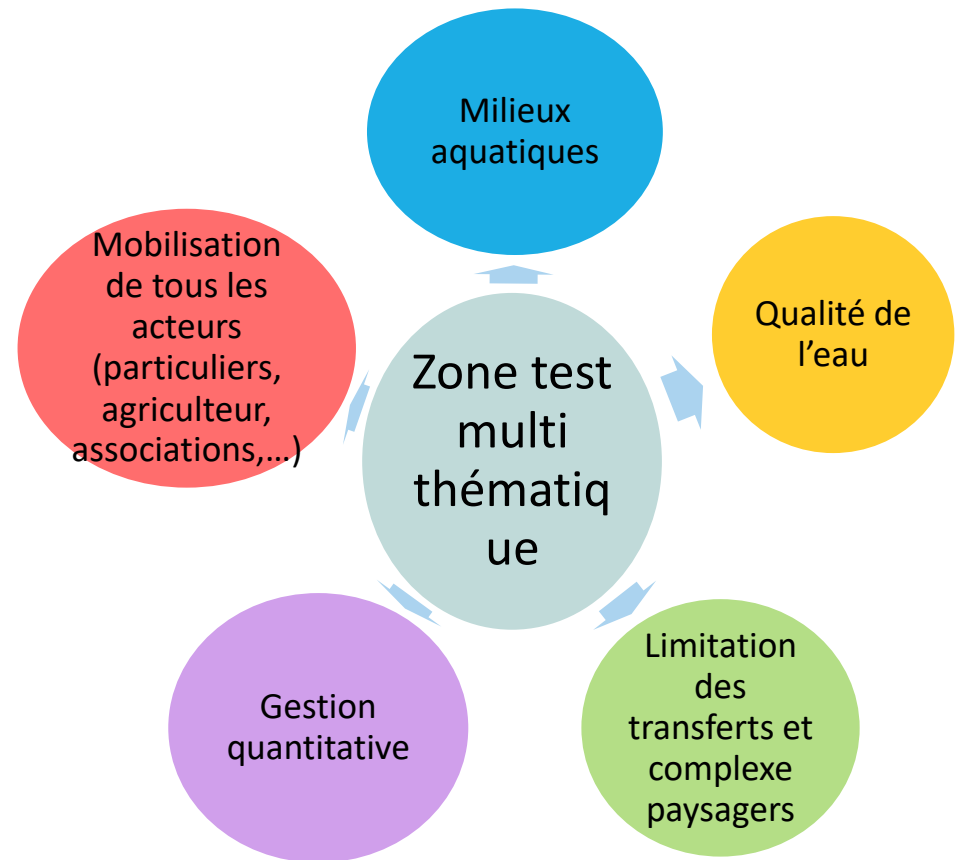 Milieux
aquatiques
Mobilisation
de tous les
acteurs
(particuliers,
agriculteur,
associations,...)
Qualité de
l'eau
Zone test
multi
thématiq
ue
Gestion
quantitative
Limitation
des
transferts et
complexe
paysagers